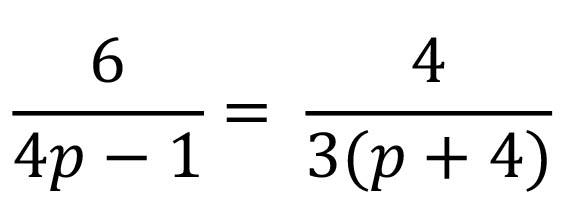 6/(4p − 1) = 4/(3(p + 4))